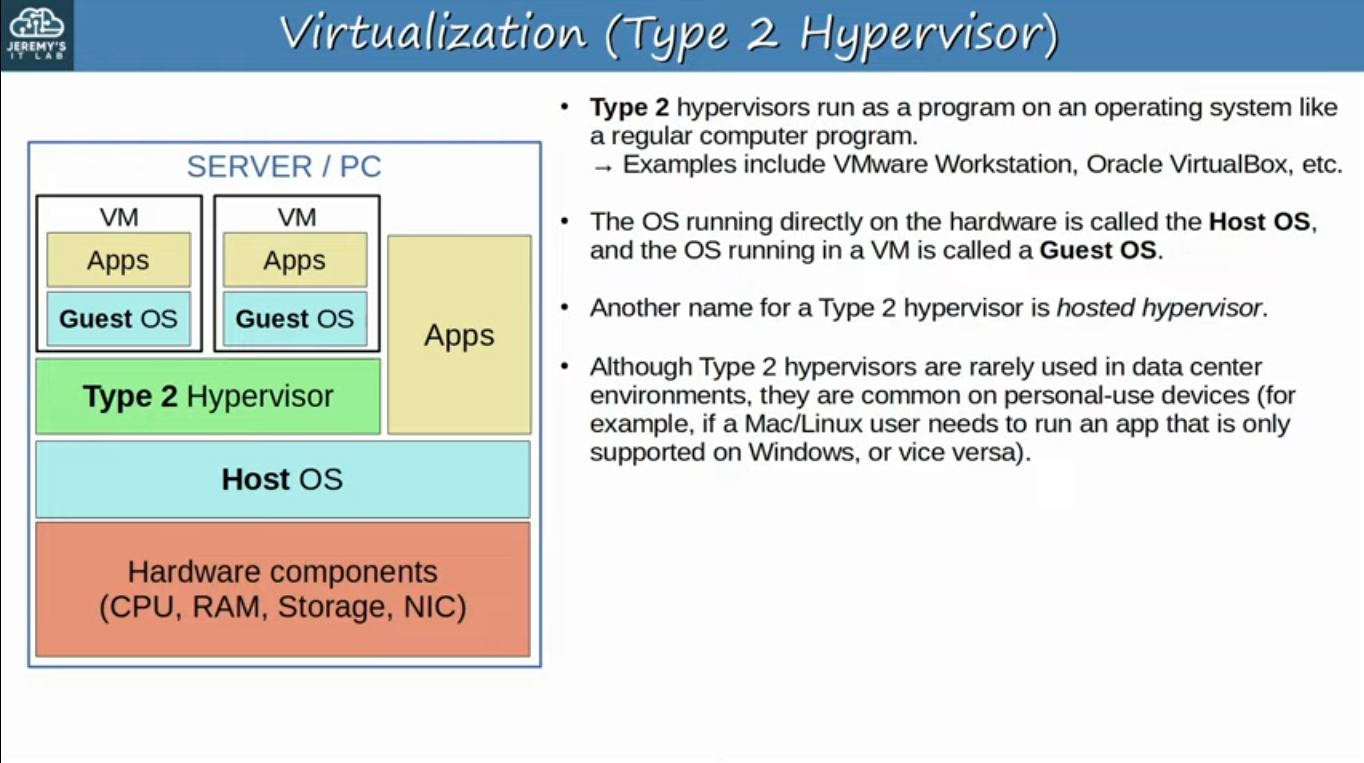 JEREMY'S
IT LAB
Virtualization (Type 2 Hypervisor)
SERVER / PC
VM
Apps
Guest OS
VM
Apps
Guest OS
Apps
Type 2 Hypervisor
Host OS
Hardware components
(CPU, RAM, Storage, NIC)
• Type 2 hypervisors run as a program on an operating system like
a regular computer program.
→ Examples include VMware Workstation, Oracle VirtualBox, etc.
• The OS running directly on the hardware is called the Host OS,
and the OS running in a VM is called a Guest OS.
• Another name for a Type 2 hypervisor is hosted hypervisor.
• Although Type 2 hypervisors are rarely used in data center
environments, they are common on personal-use devices (for
example, if a Mac/Linux user needs to run an app that is only
supported on Windows, or vice versa).